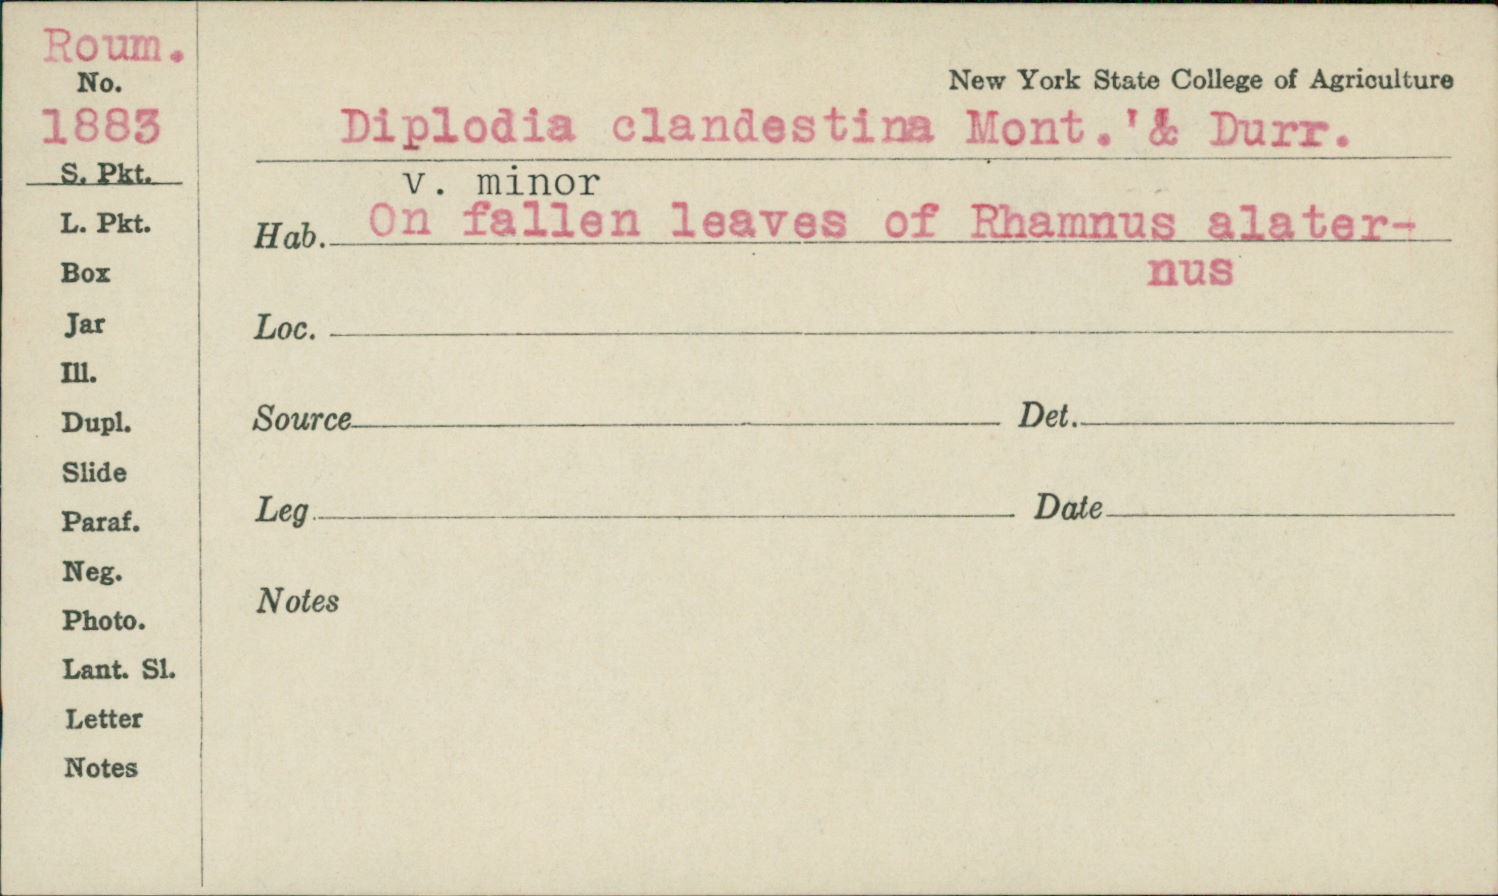 Roum.
No.
1883
S. Pkt.
L. Pkt.
Box
Jar
Ill.
Dupl.
Slide
Paraf.
Neg.
Photo.
Lant. Sl.
Letter
Notes
New York State College of Agriculture
Diplodia clandestina Mont.'& Durr.
v. minor
Hab. On fallen leaves of Rhamnus alater-
nus
Loc.
Source Det.
Leg Date
Notes